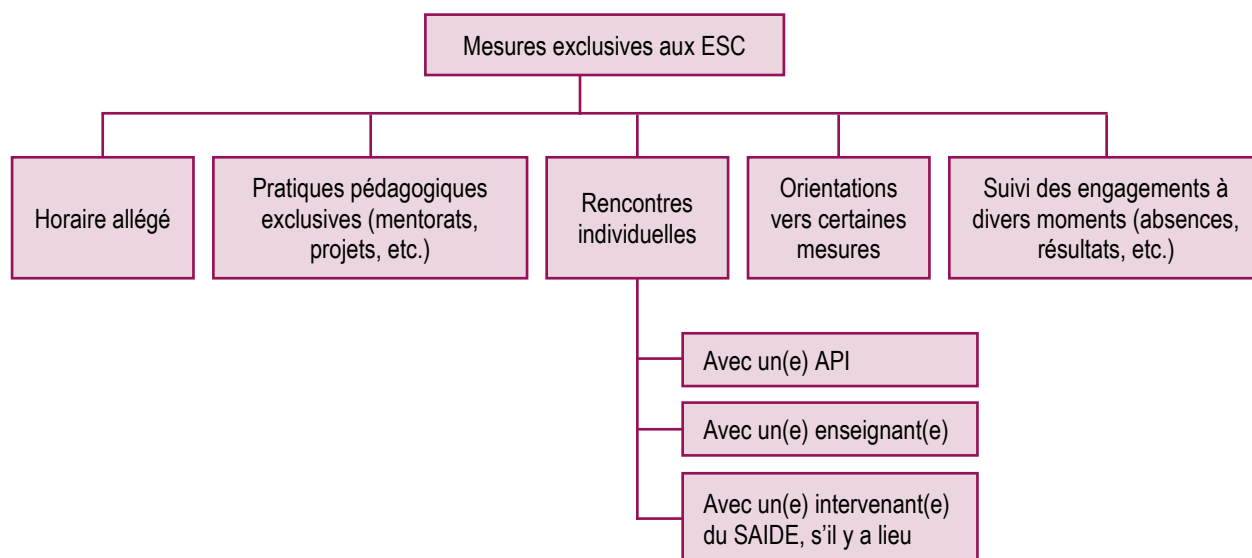 Mesures exclusives aux ESC
Horaire allégé
Pratiques pédagogiques
exclusives (mentorats,
projets, etc.)
Rencontres
individuelles
Orientations
vers certaines
mesures
Suivi des engagements à
divers moments (absences,
résultats, etc.)
Avec un(e) API
Avec un(e) enseignant(e)
Avec un(e) intervenant(e)
du SAIDE, s’il y a lieu